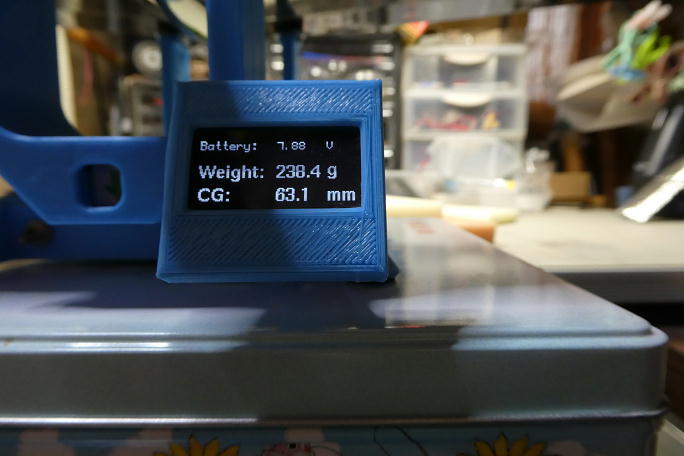 Battery: 7.88 V
Weight: 238.4 g
CG: 63.1 mm